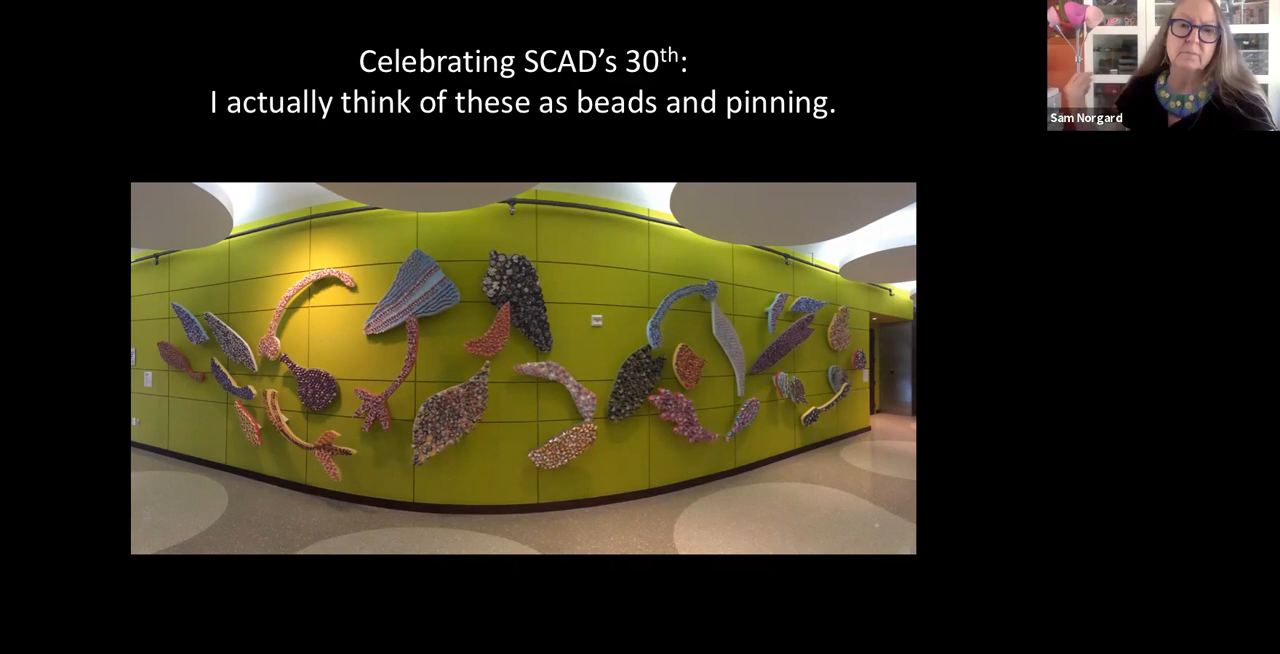 Celebrating SCAD’s 30th:
I actually think of these as beads and pinning.
Sam Norgard